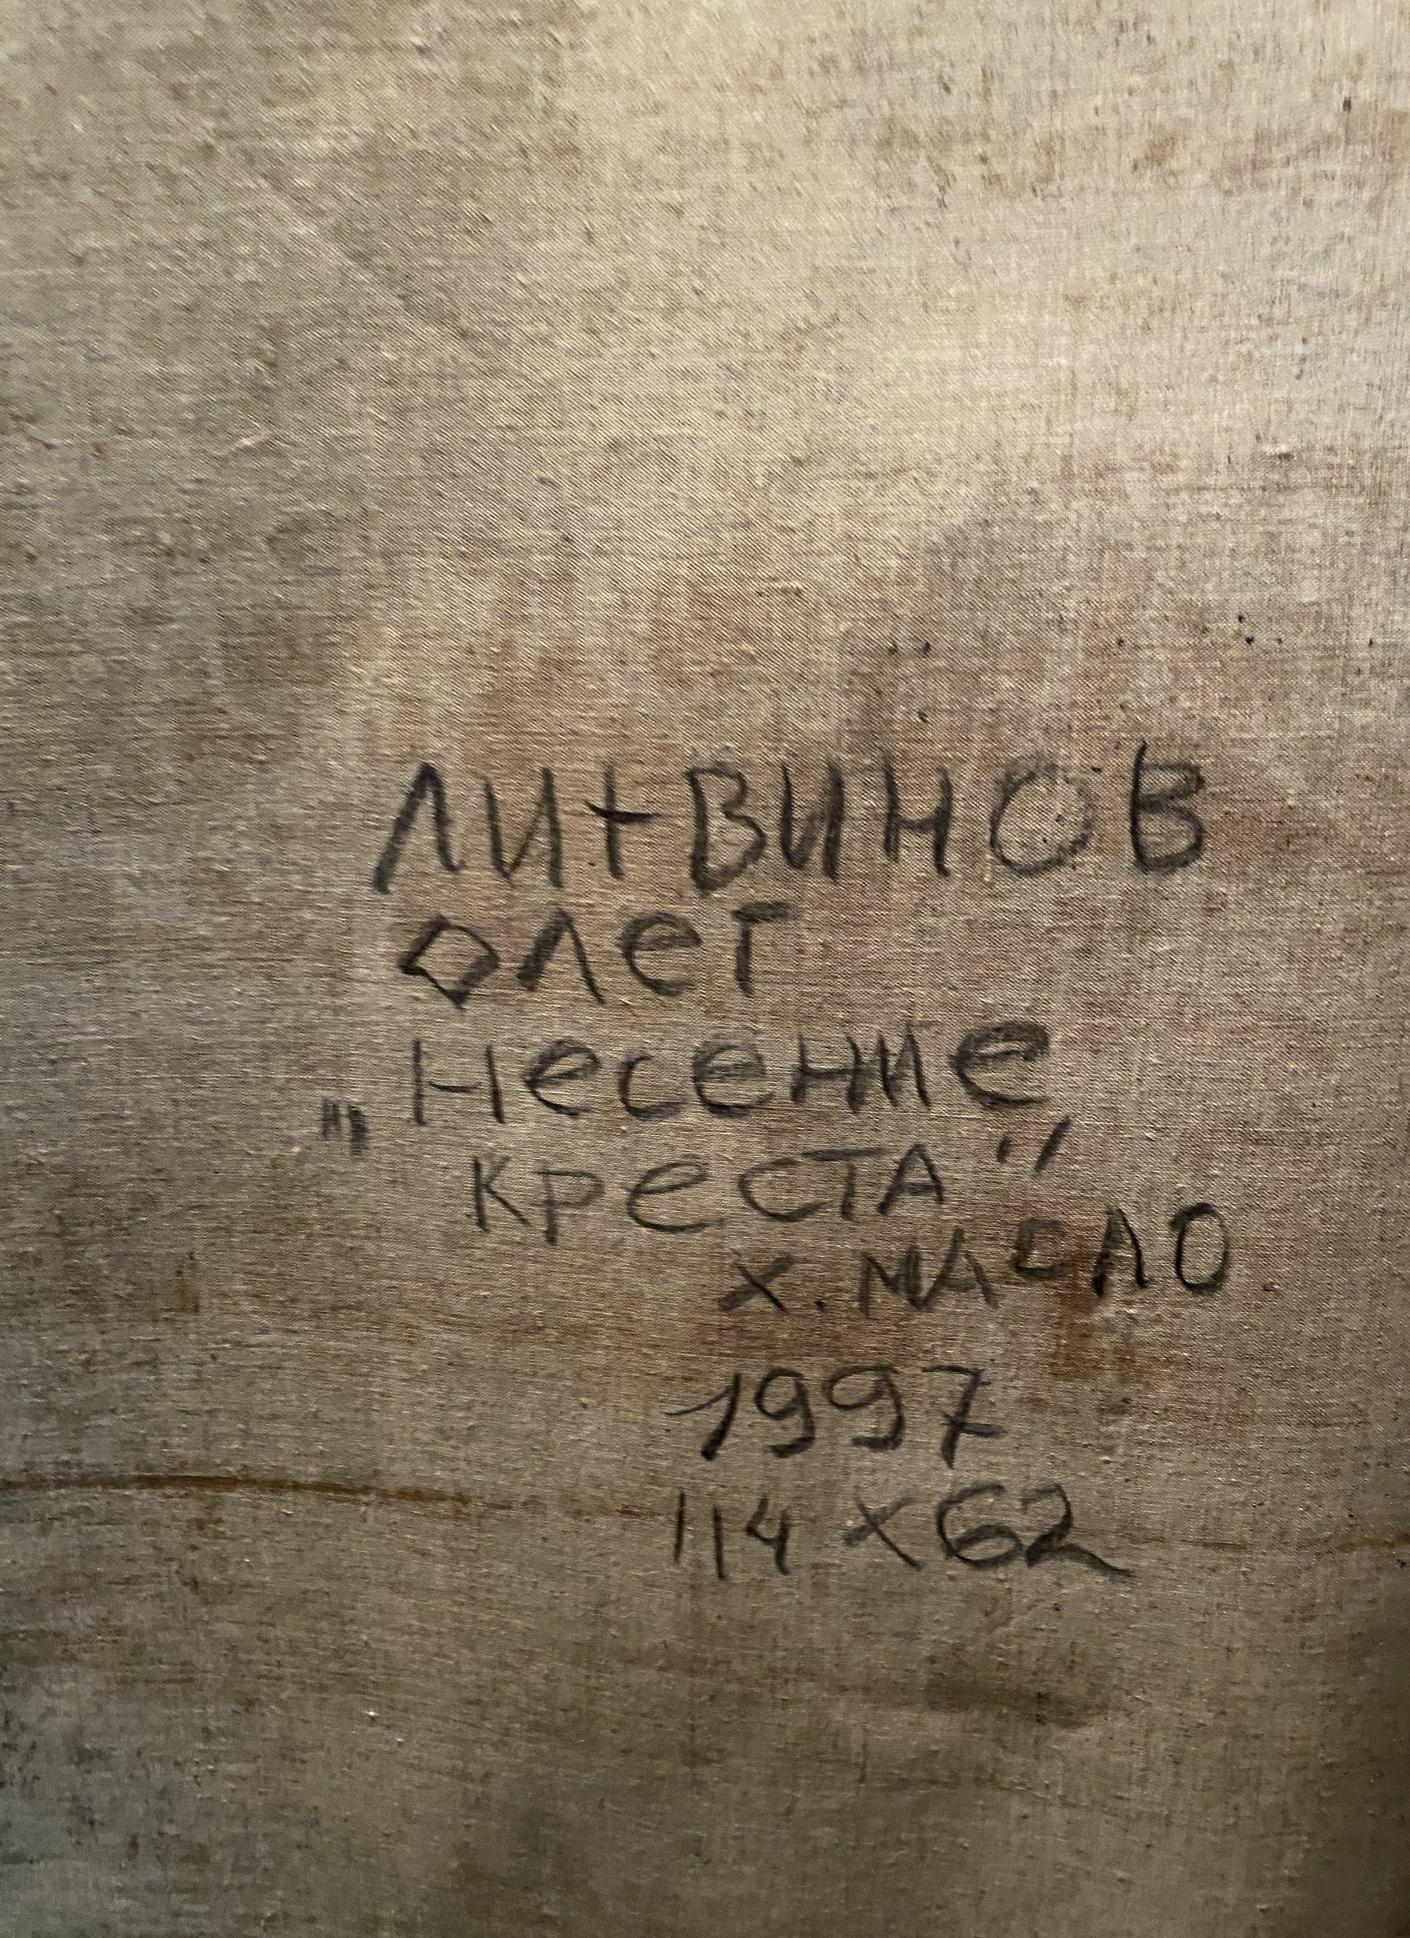 ЛИТВИНОВ
ОЛЕГ
„Несение
креста"
х. МАСЛО
1997
114 х 62